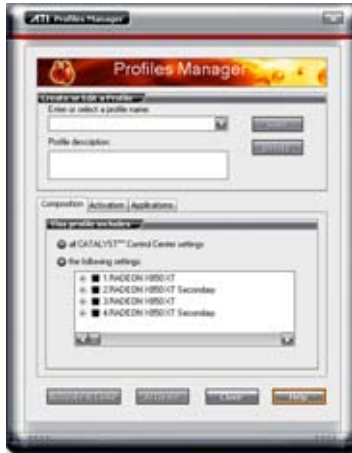 ATI Profiles Manager
Profiles Manager
Create or Edit a Profile
Enter or select a profile name:
Profile description:
Composition Activation Applications
This profile includes
all CATALYST™ Control Center settings
the following settings:
1.RADEON X850 XT
2.RADEON X850 XT Secondary
3.RADEON X850 XT
4.RADEON X850 XT Secondary
Close Help